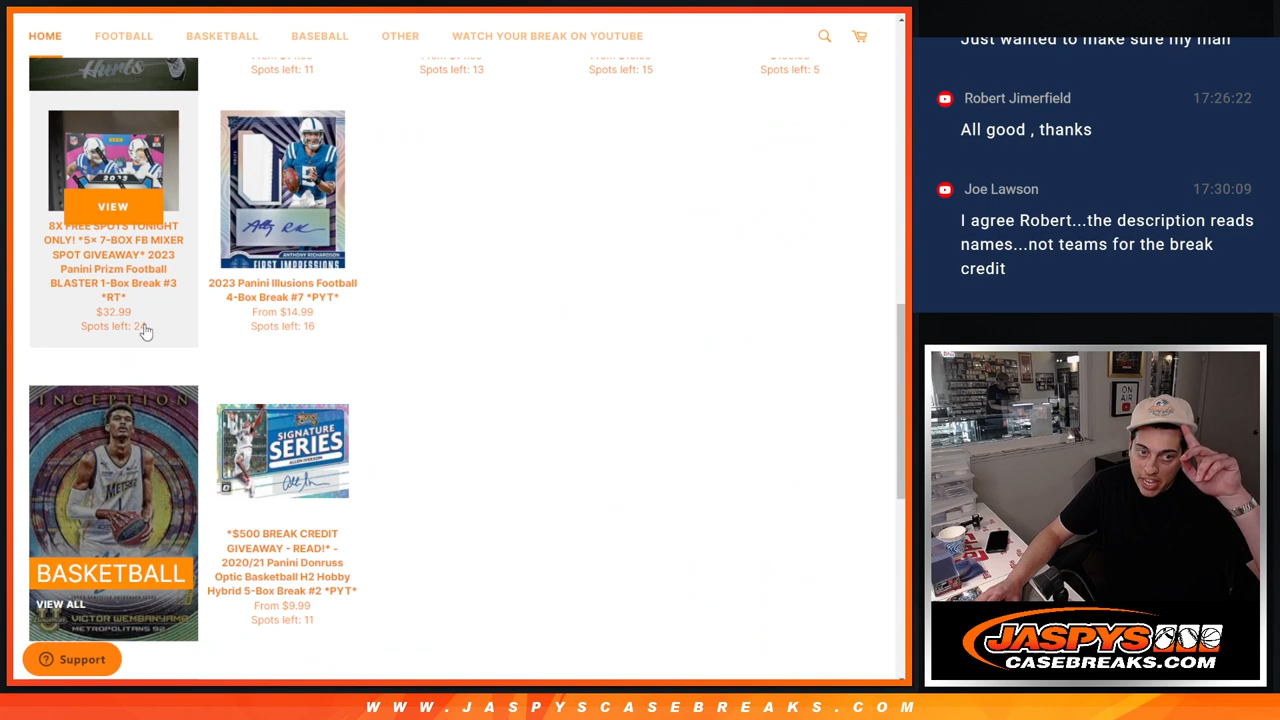 HOME FOOTBALL BASKETBALL BASEBALL OTHER WATCH YOUR BREAK ON YOUTUBE
Hurts
Spots left: 11
Spots left: 13
Spots left: 15
Spots left: 5
VIEW
8X FREE SPOTS TONIGHT
ONLY! *5× 7-BOX FB MIXER
SPOT GIVEAWAY* 2023
Panini Prizm Football
BLASTER 1-Box Break #3
*RT*
$32.99
Spots left: 24
ANTHONY RICHARDSON
FIRST IMPRESSIONS
2023 Panini Illusions Football
4-Box Break #7 *PYT*
From $14.99
Spots left: 16
INCEPTION
BASKETBALL
VIEW ALL
VICTOR WEMBANYAMA
METROPOLITANS 92
SIGNATURE
SERIES
ALLEN IVERSON
*$500 BREAK CREDIT
GIVEAWAY - READ!* -
2020/21 Panini Donruss
Optic Basketball H2 Hobby
Hybrid 5-Box Break #2 *PYT*
From $9.99
Spots left: 11
Support
Just wanted to make sure my man
Robert Jimerfield 17:26:22
All good , thanks
Joe Lawson 17:30:09
I agree Robert...the description reads
names...not teams for the break
credit
ON
AIR
JASPYS
CASEBREAKS.COM
WWW.JASPYSCASEBREAKS.COM